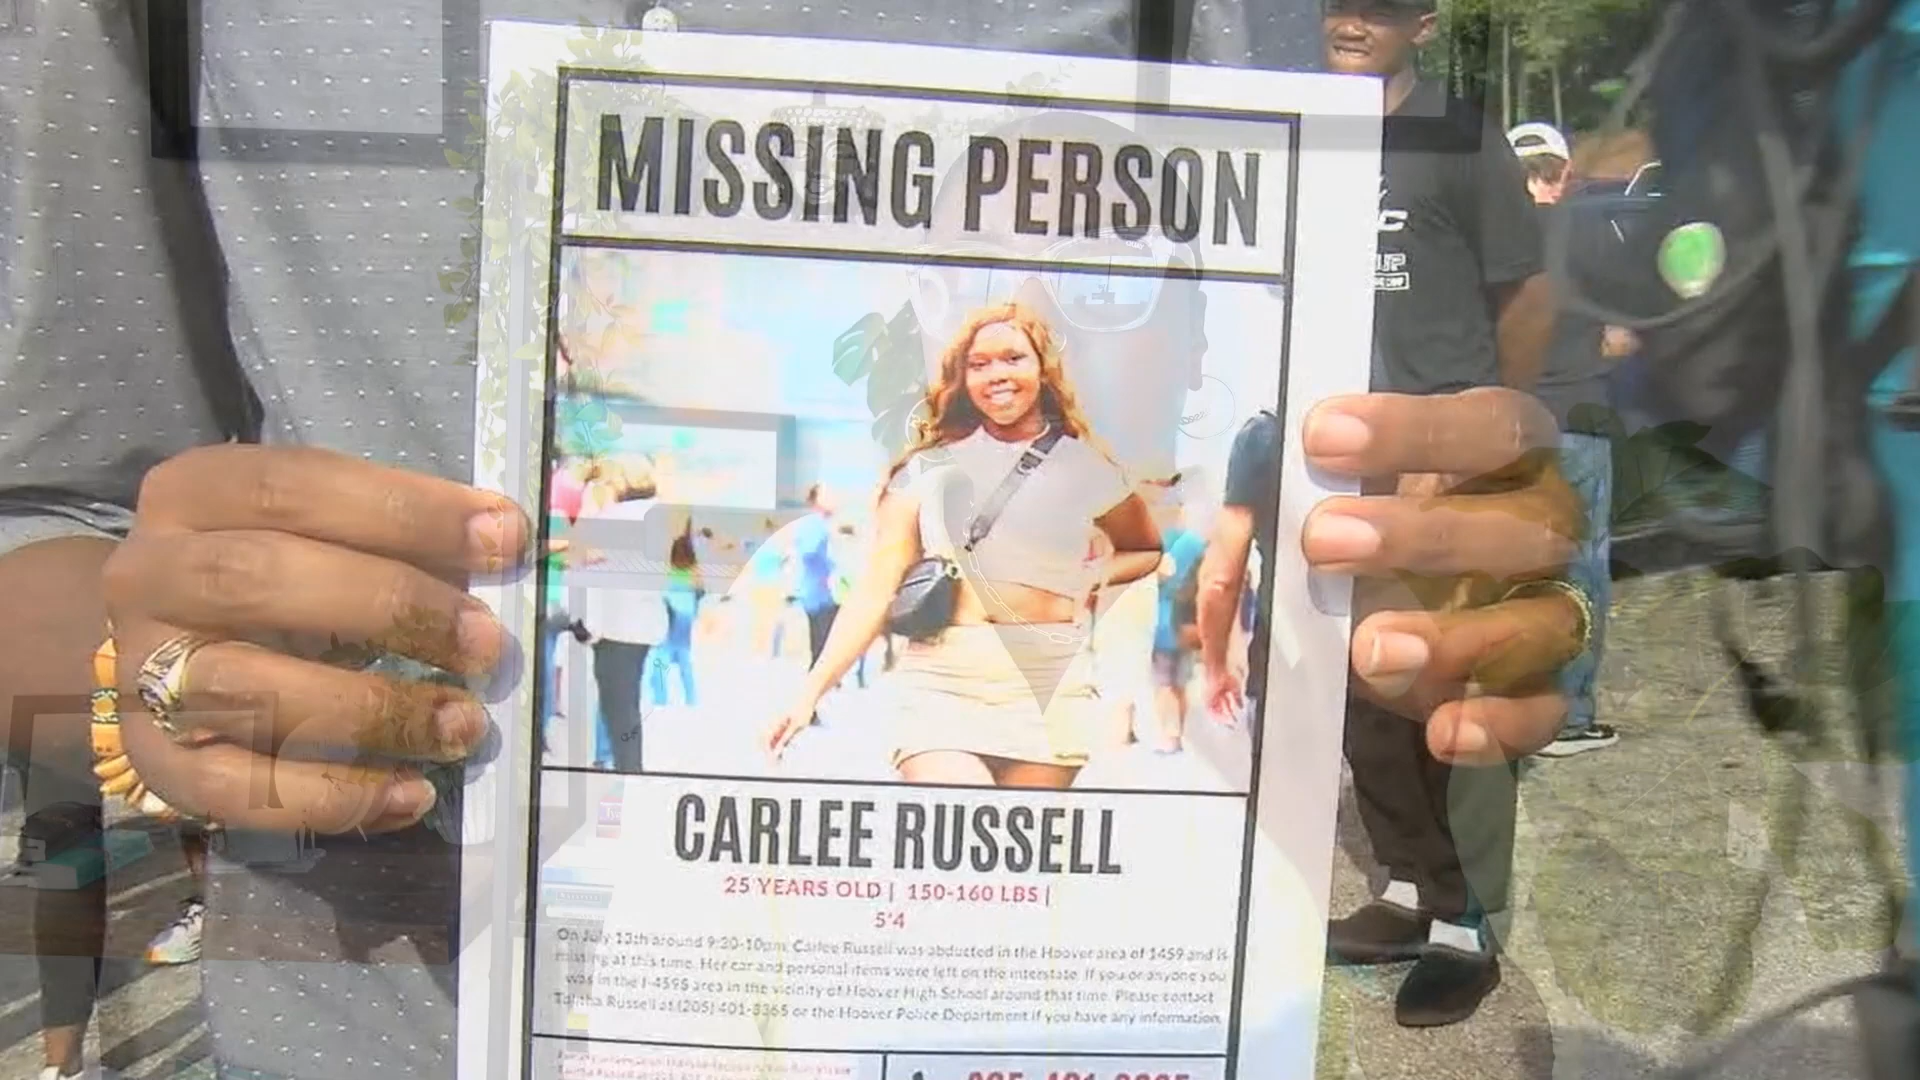 MISSING PERSON
CARLEE RUSSELL
25 YEARS OLD | 150-160 LBS |
5'4
On July 13th around 9:30-10pm, Carlee Russell was abducted in the Hoover area of 1459 and is
missing at this time. Her car and personal items were left on the interstate. If you or anyone you
was in the I-459S area in the vicinity of Hoover High School around that time. Please contact
Talitha Russell at (205) 401-3365 or the Hoover Police Department if you have any information.